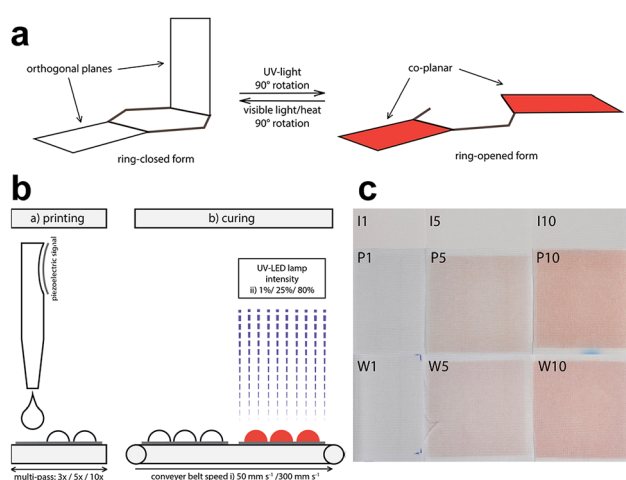 a
orthogonal planes
UV-light
90° rotation
visible light/heat
90° rotation
co-planar
ring-closed form
ring-opened form
b
a) printing
b) curing
piezoelectric signal
UV-LED lamp
intensity
ii) 1%/ 25%/ 80%
multi-pass: 3x / 5x / 10x
conveyer belt speed i) 50 mm s⁻¹ /300 mm s⁻¹
c
I1 I5 I10
P1 P5 P10
W1 W5 W10